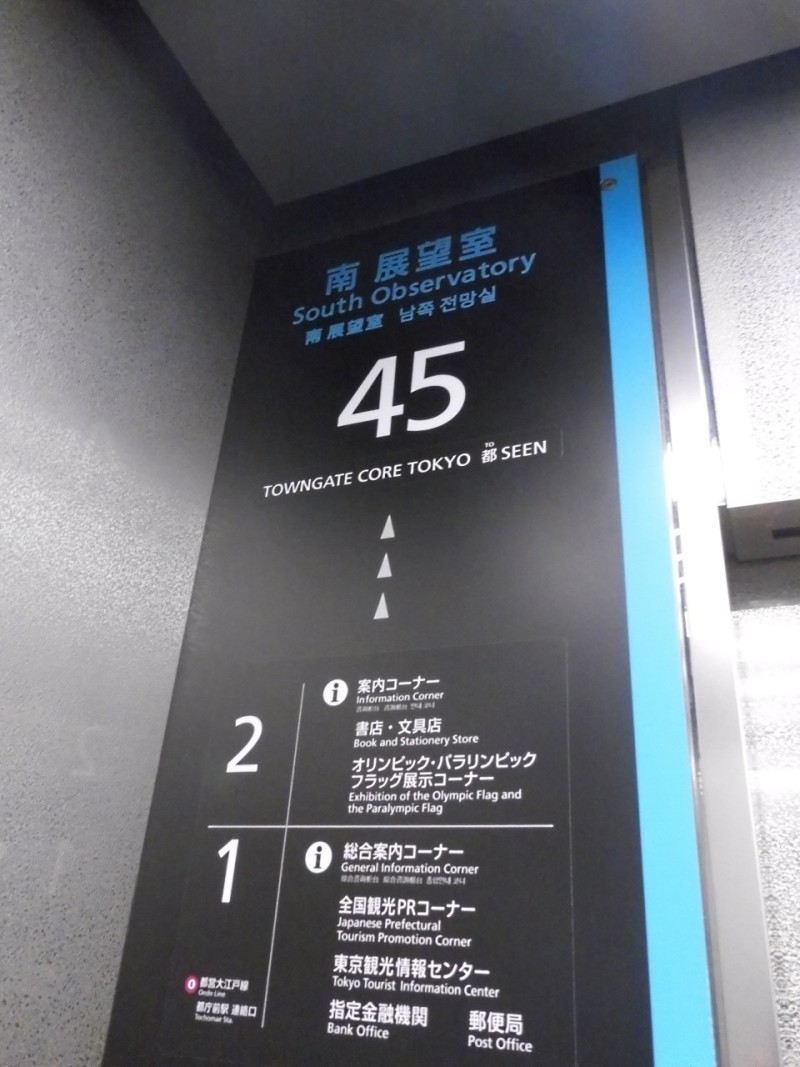 南 展望室
South Observatory
南 展望室 남쪽 전망실
45
TO
TOWNGATE CORE TOKYO 都 SEEN
2
i 案内コーナー
Information Corner
書店・文具店
Book and Stationery Store
オリンピック・パラリンピック
フラッグ展示コーナー
Exhibition of the Olympic Flag and
the Paralympic Flag
1
i 総合案内コーナー
General Information Corner
全国観光PRコーナー
Japanese Prefectural
Tourism Promotion Corner
東京観光情報センター
Tokyo Tourist Information Center
指定金融機関 郵便局
Bank Office Post Office
都営大江戸線
Oedo Line
都庁前駅 連絡口
Tochomae Sta.